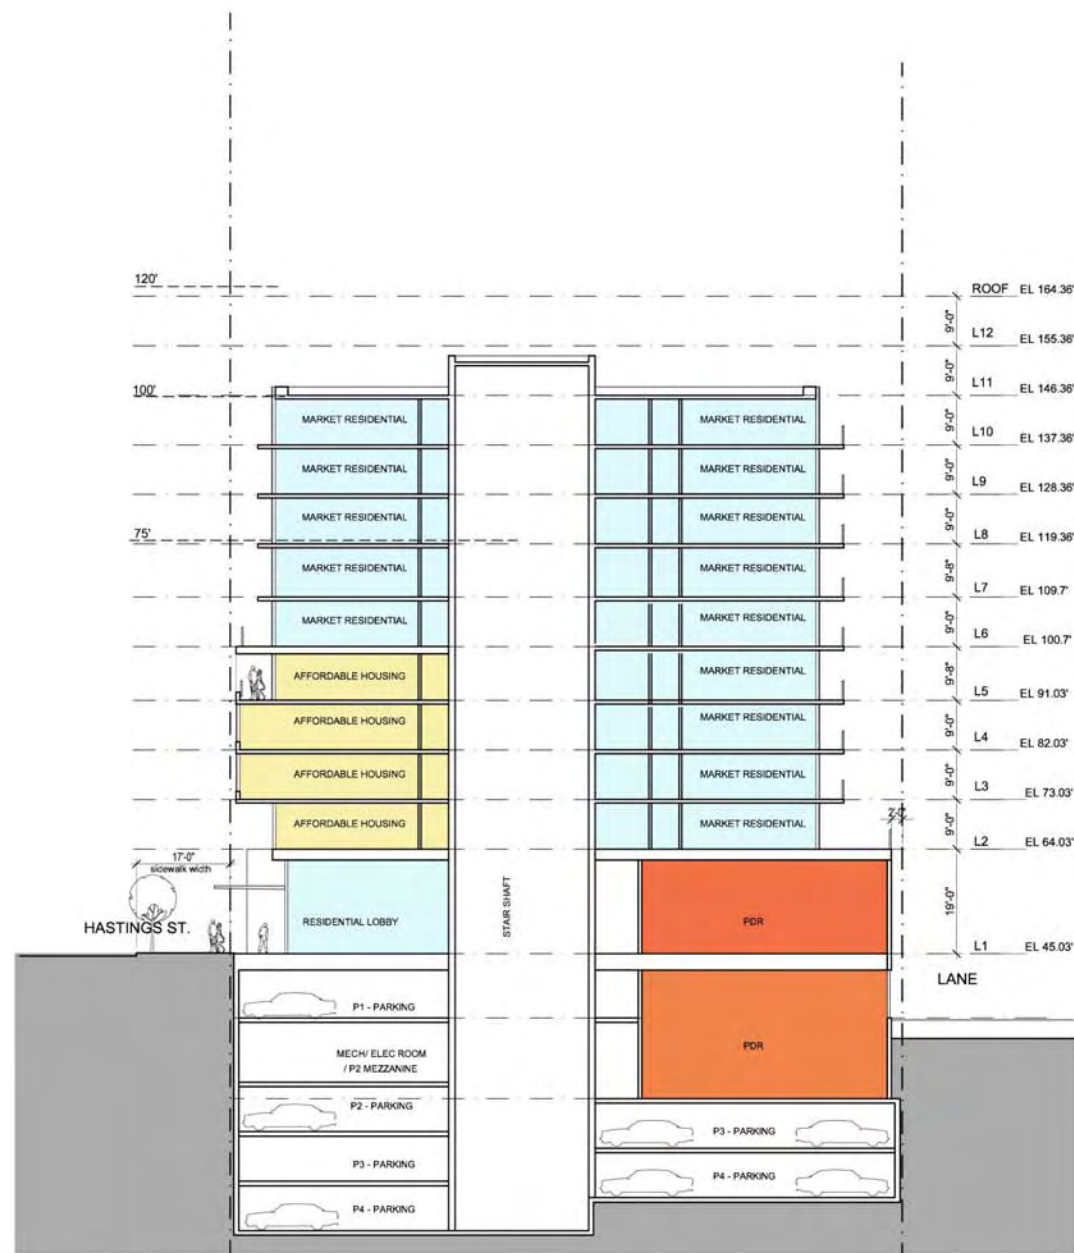 120'
ROOF EL 164.36'
9'-0"
L12 EL 155.36'
9'-0"
100'
L11 EL 146.36'
MARKET RESIDENTIAL MARKET RESIDENTIAL
9'-0"
L10 EL 137.36'
MARKET RESIDENTIAL MARKET RESIDENTIAL
9'-0"
L9 EL 128.36'
MARKET RESIDENTIAL MARKET RESIDENTIAL
9'-0"
75'
L8 EL 119.36'
MARKET RESIDENTIAL MARKET RESIDENTIAL
9'-8"
L7 EL 109.7'
MARKET RESIDENTIAL MARKET RESIDENTIAL
9'-0"
L6 EL 100.7'
AFFORDABLE HOUSING MARKET RESIDENTIAL
9'-8"
L5 EL 91.03'
AFFORDABLE HOUSING MARKET RESIDENTIAL
9'-0"
L4 EL 82.03'
AFFORDABLE HOUSING MARKET RESIDENTIAL
9'-0"
L3 EL 73.03'
AFFORDABLE HOUSING MARKET RESIDENTIAL
9'-0"
L2 EL 64.03'
17'-0"
sidewalk width
STAIR SHAFT
19'-0"
HASTINGS ST.
RESIDENTIAL LOBBY
PDR
L1 EL 45.03'
LANE
P1 - PARKING
MECH/ ELEC ROOM
/ P2 MEZZANINE
PDR
P2 - PARKING
P3 - PARKING
P3 - PARKING
P4 - PARKING
P4 - PARKING